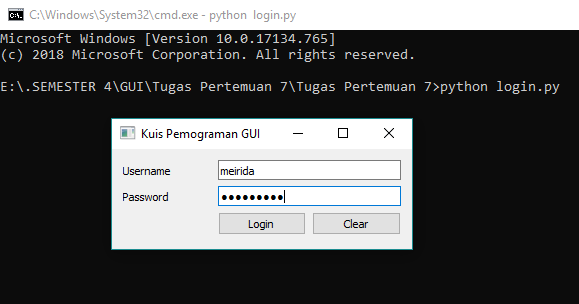 C:\Windows\System32\cmd.exe - python login.py
Microsoft Windows [Version 10.0.17134.765]
(c) 2018 Microsoft Corporation. All rights reserved.
E:\.SEMESTER 4\GUI\Tugas Pertemuan 7\Tugas Pertemuan 7>python login.py
Kuis Pemograman GUI
Username meirida
Password ●●●●●●●●●
Login Clear